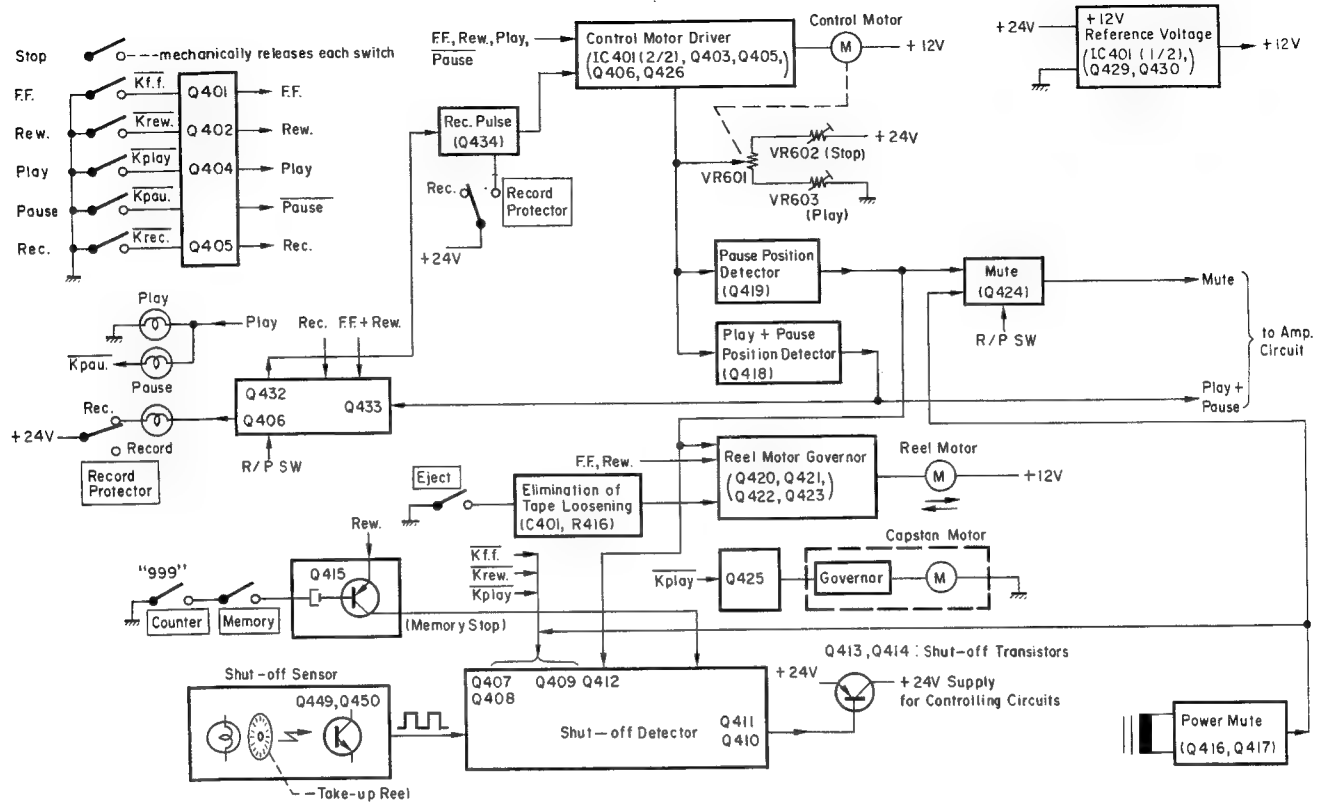 Stop
---mechanically releases each switch
F.F.
Kf.f.
Q401
F.F.
Rew.
Krew.
Q402
Rew.
Play
Kplay
Q404
Play
Pause
Kpau.
Pause
Rec.
Krec.
Q405
Rec.
F.F., Rew., Play,
Pause
Control Motor Driver
(IC401(2/2), Q403, Q405,
Q406, Q426)
Control Motor
M
+12V
+24V
+12V
Reference Voltage
(IC401 (1/2),
Q429, Q430)
+12V
Rec. Pulse
(Q434)
Rec.
Record
Protector
+24V
VR601
VR602 (Stop)
+24V
VR603
(Play)
Pause Position
Detector
(Q419)
Mute
(Q424)
R/P SW
Mute
to Amp.
Circuit
Play +
Pause
Play + Pause
Position Detector
(Q418)
Play
Play
Kpau.
Pause
Rec.
F.F.+Rew.
Q432
Q406
Q433
R/P SW
Rec.
+24V
Record
Record
Protector
Eject
Elimination of
Tape Loosening
(C401, R416)
F.F., Rew.
Reel Motor Governor
(Q420, Q421,
Q422, Q423)
Reel Motor
M
+12V
Kf.f.
Krew.
Kplay
Kplay
Q425
Capstan Motor
Governor
M
"999"
Counter
Memory
Rew.
Q415
(Memory Stop)
Shut-off Sensor
Q449, Q450
Take-up Reel
Q407
Q408
Q409
Q412
Shut-off Detector
Q411
Q410
Q413, Q414 : Shut-off Transistors
+24V
+24V Supply
for Controlling Circuits
Power Mute
(Q416, Q417)